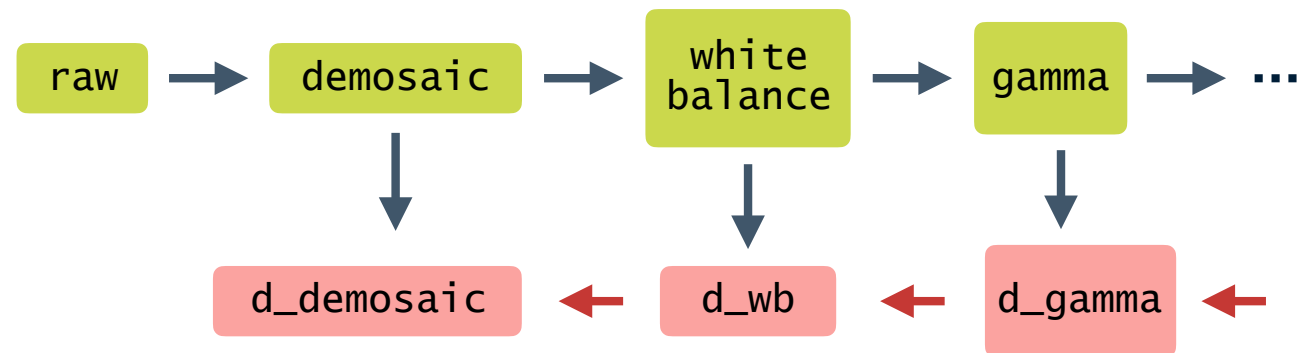 raw
demosaic
white
balance
gamma
...
d_demosaic
d_wb
d_gamma